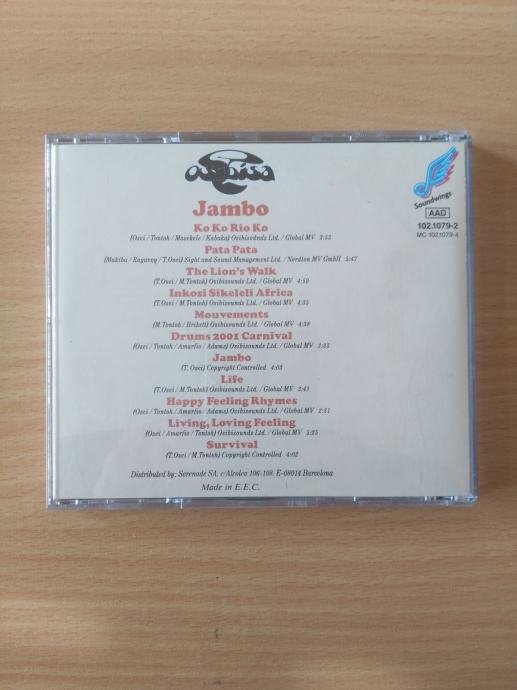 Osibisa
Jambo
Soundwings
AAD
102.1079-2
MC 102.1079-4
Ko Ko Rio Ko
(Osei / Tontoh / Masekele / Kabaka) Osibisounds Ltd. / Global MV 3:53
Pata Pata
(Makiba / Ragavoy / T.Osei) Sight and Sound Management Ltd. / Nordton MV GmbH 5:47
The Lion's Walk
(T. Osei / M.Tontoh) Osibisounds Ltd. / Global MV 4:59
Inkosi Sikeleli Africa
(T.Osei / M.Tontoh) Osibisounds Ltd. / Global MV 4:35
Mouvements
(M.Tontoh / Brikett) Osibisounds Ltd. / Global MV 4:38
Drums 2001 Carnival
(Osei / Tontoh / Amarfio / Adams) Osibisounds Ltd. / Global MV 3:33
Jambo
(T. Osei) Copyright Controlled 4:03
Life
(T.Osei / M.Tontoh) Osibisounds Ltd. / Global MV 3:41
Happy Feeling Rhymes
(Osei / Tontoh / Amarfio / Adams) Osibisounds Ltd. / Global MV 2:31
Living, Loving Feeling
(Osei / Amarfio / Tontoh) Osibisounds Ltd. / Global MV 5:25
Survival
(T.Osei / M.Tontoh) Copyright Controlled 4:02
Distributed by: Serenade SA. c/Alcolea 106-108. E-08014 Barcelona
Made in E.E.C.